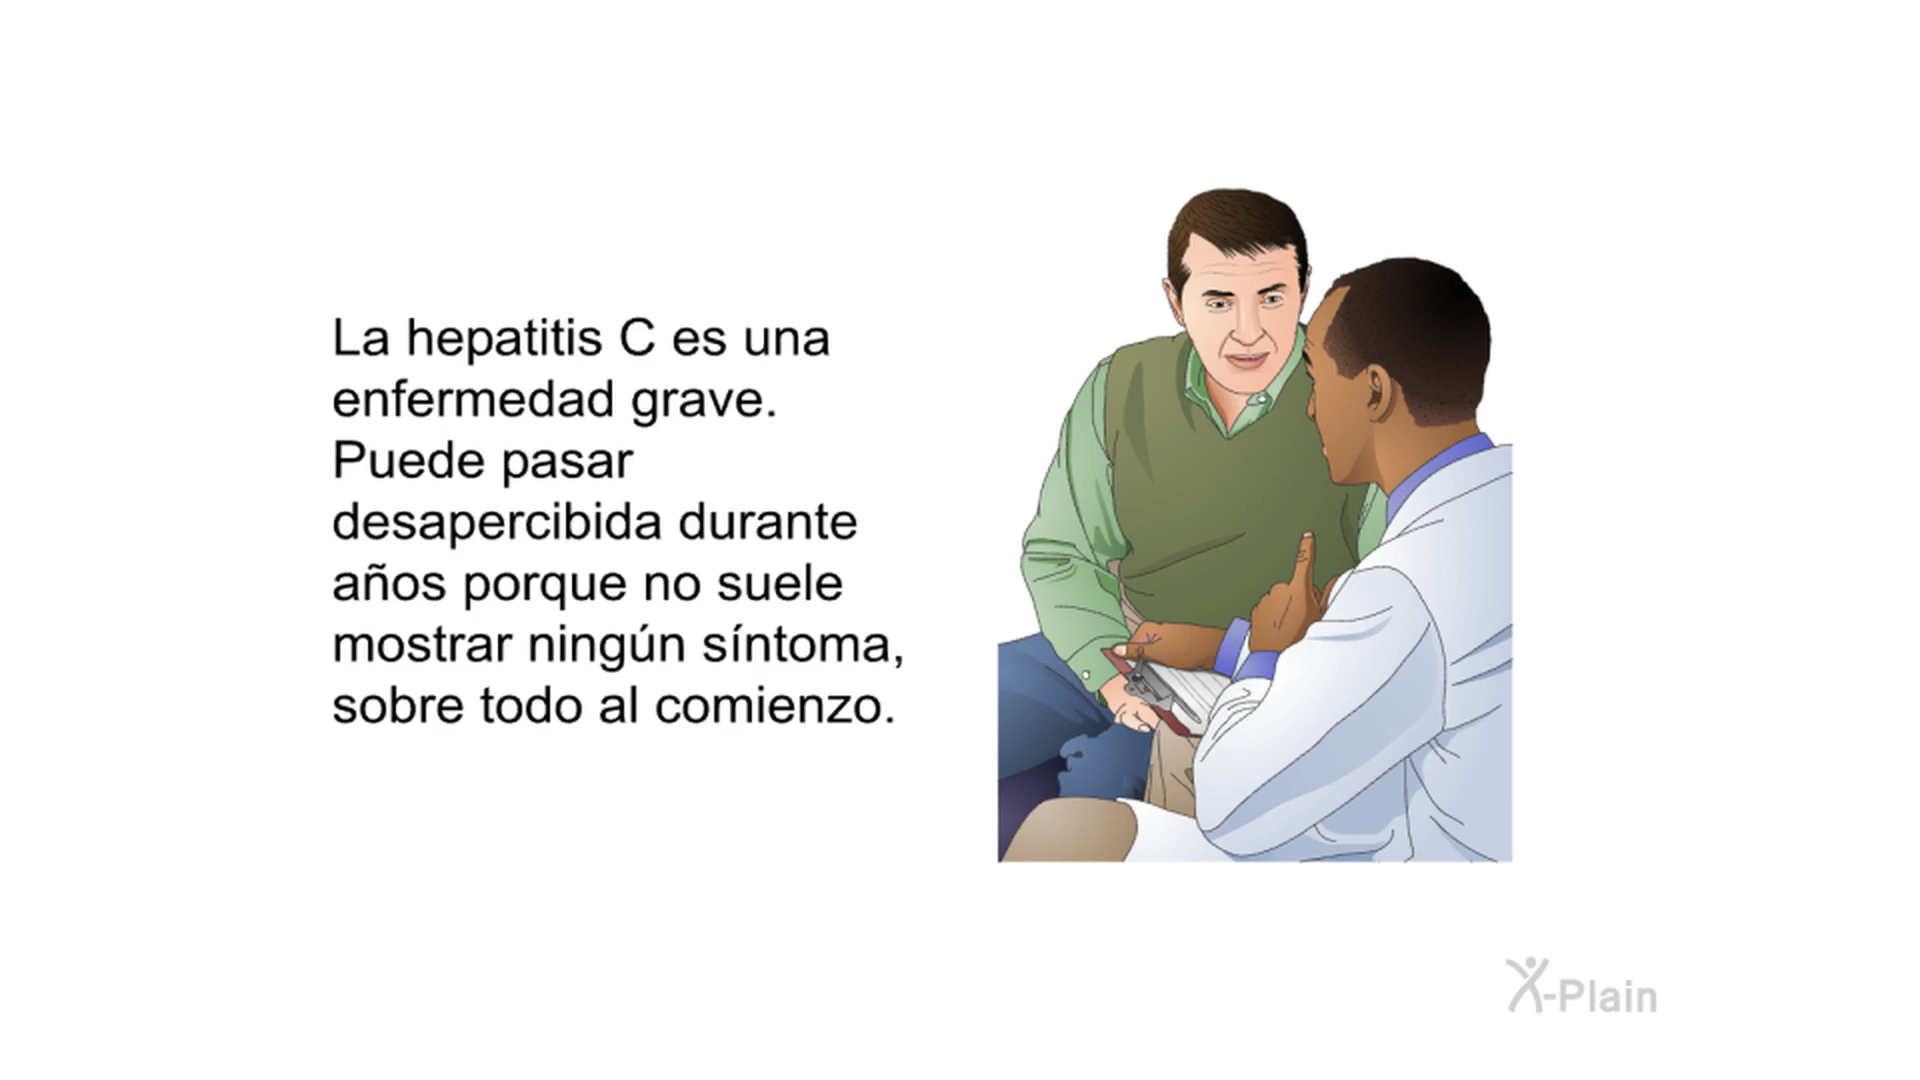 La hepatitis C es una
enfermedad grave.
Puede pasar
desapercibida durante
años porque no suele
mostrar ningún síntoma,
sobre todo al comienzo.
X-Plain